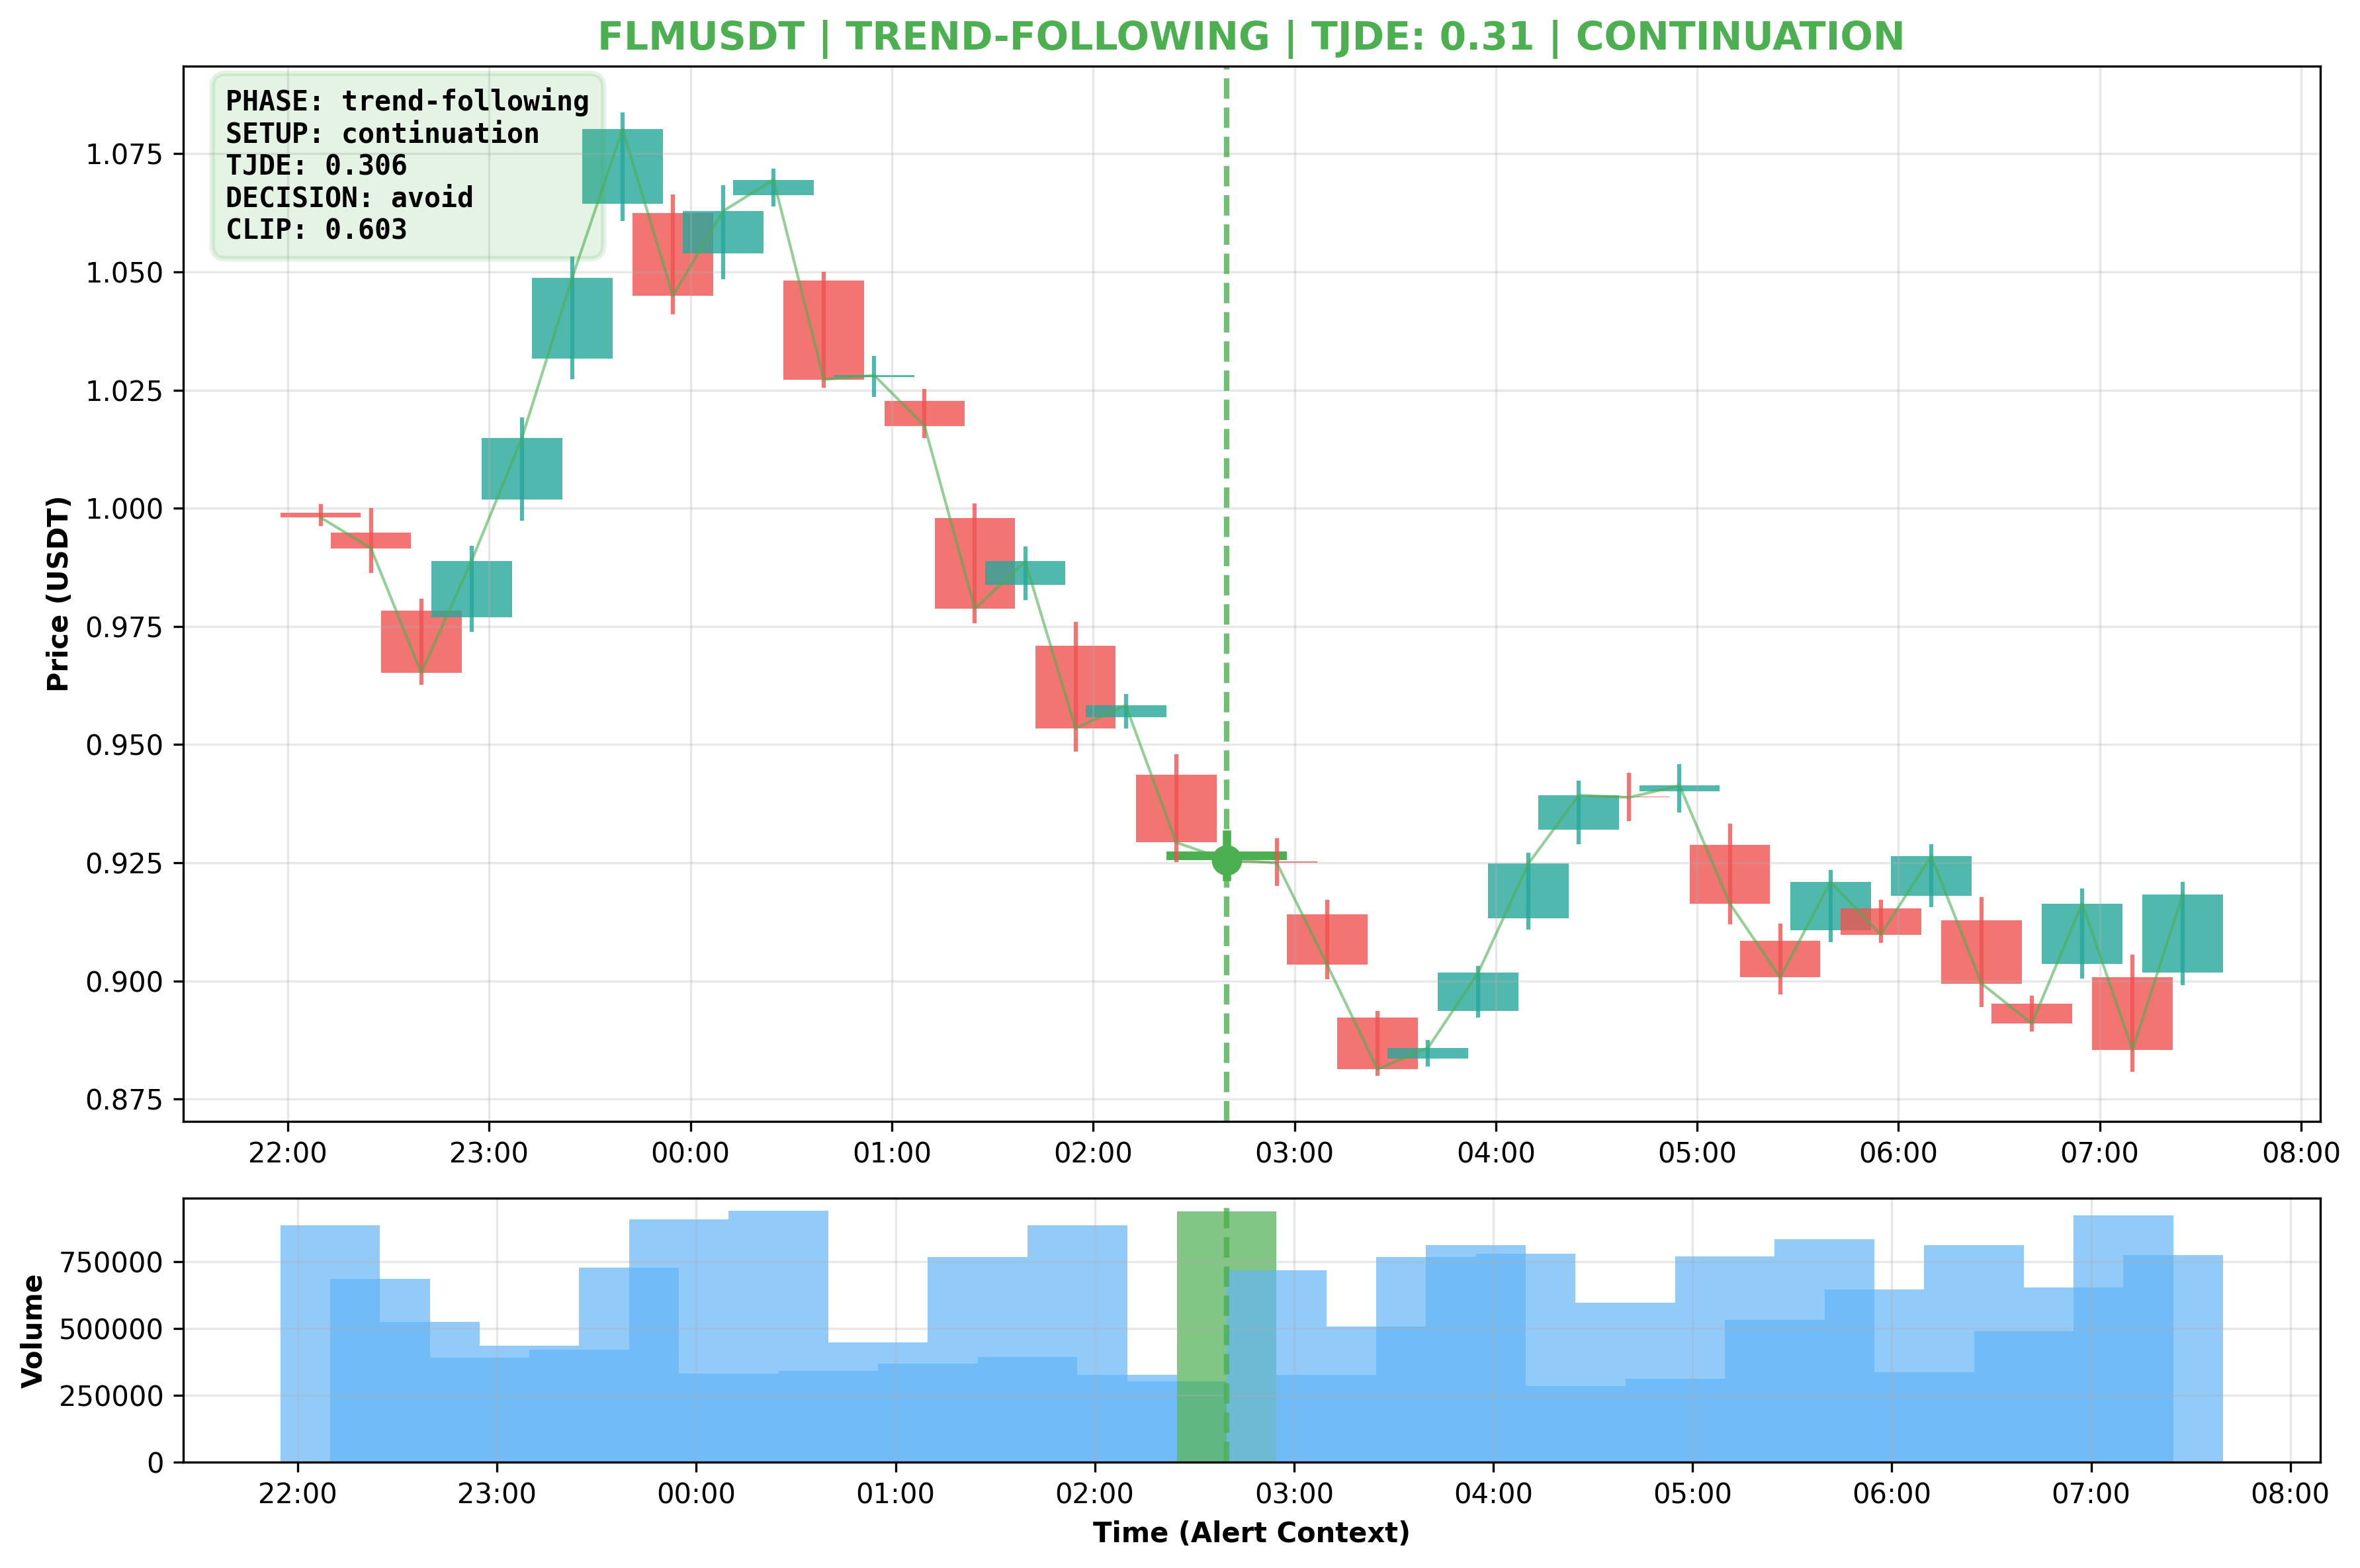 FLMUSDT | TREND-FOLLOWING | TJDE: 0.31 | CONTINUATION
PHASE: trend-following
SETUP: continuation
TJDE: 0.306
DECISION: avoid
CLIP: 0.603
Price (USDT)
1.075
1.050
1.025
1.000
0.975
0.950
0.925
0.900
0.875
22:00 23:00 00:00 01:00 02:00 03:00 04:00 05:00 06:00 07:00 08:00
Volume
750000
500000
250000
0
22:00 23:00 00:00 01:00 02:00 03:00 04:00 05:00 06:00 07:00 08:00
Time (Alert Context)